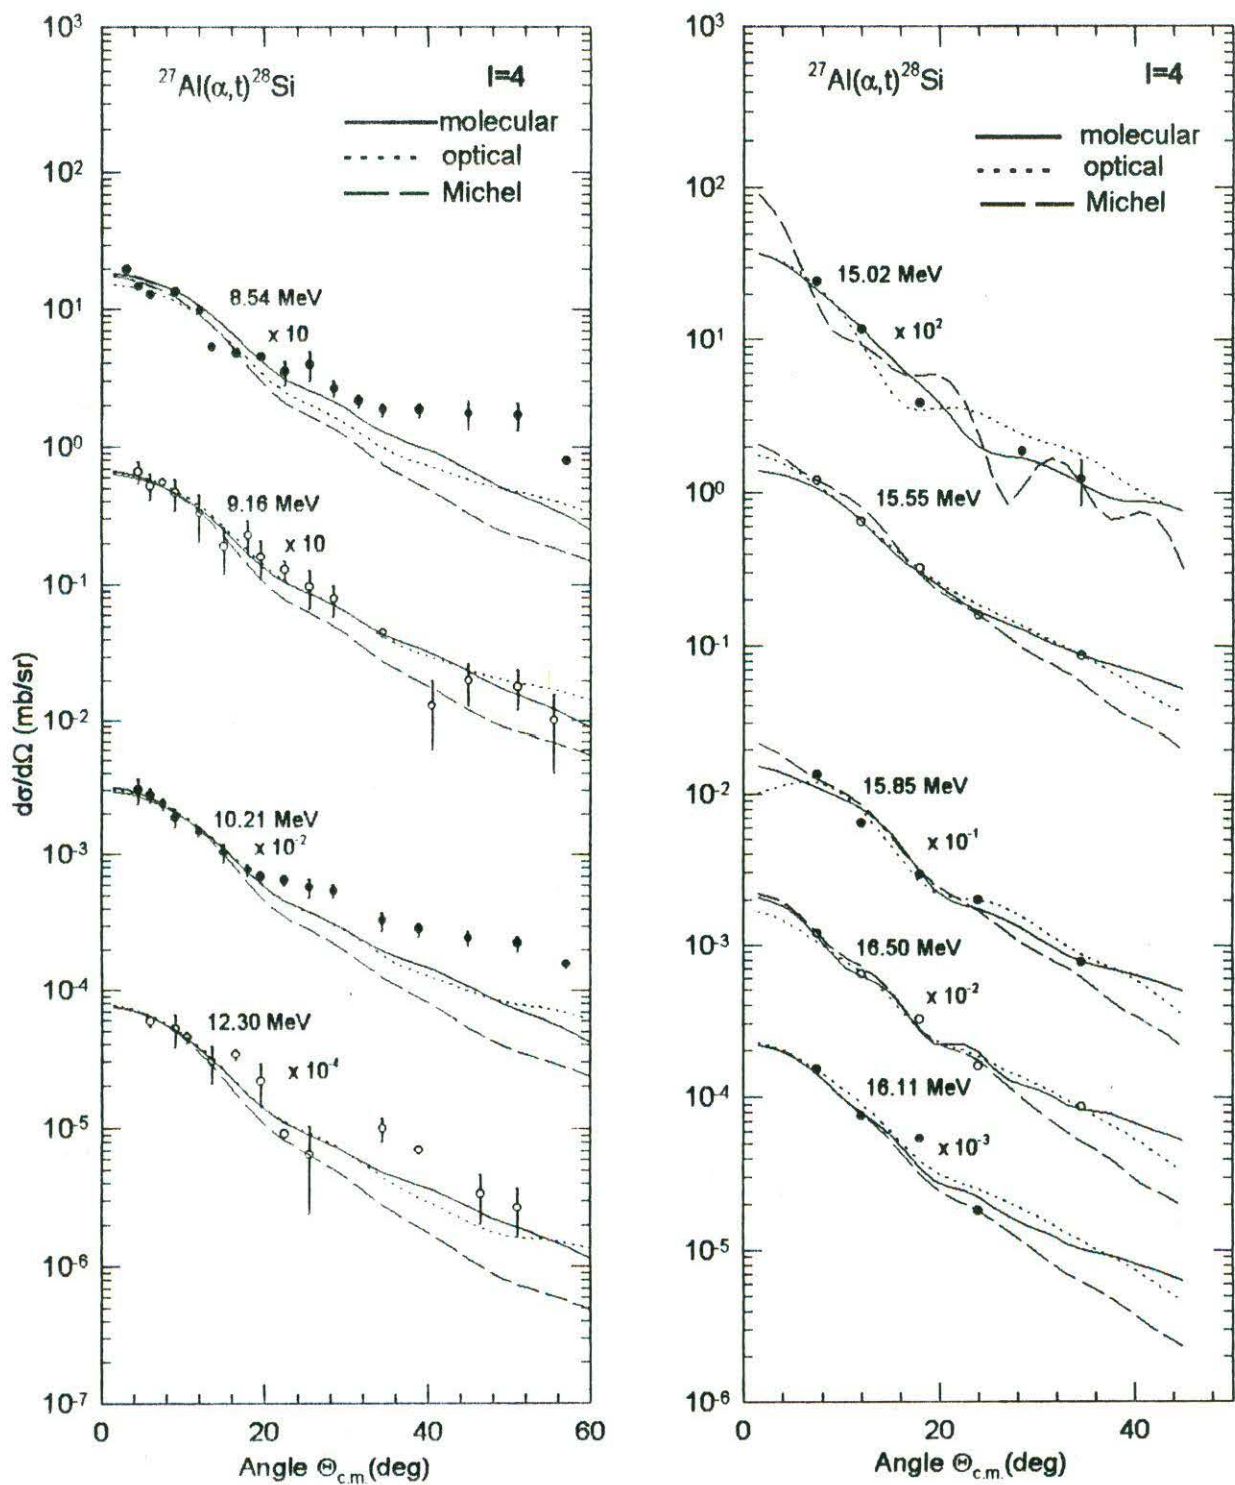 10³
10²
10¹
10⁰
10⁻¹
10⁻²
10⁻³
10⁻⁴
10⁻⁵
10⁻⁶
10⁻⁷
dσ/dΩ (mb/sr)
²⁷Al(α,t)²⁸Si l=4
molecular
optical
Michel
8.54 MeV
x 10
9.16 MeV
x 10
10.21 MeV
x 10⁻²
12.30 MeV
x 10⁻⁴
0 20 40 60
Angle Θc.m.(deg)
10³
10²
10¹
10⁰
10⁻¹
10⁻²
10⁻³
10⁻⁴
10⁻⁵
10⁻⁶
²⁷Al(α,t)²⁸Si l=4
molecular
optical
Michel
15.02 MeV
x 10²
15.55 MeV
15.85 MeV
x 10⁻¹
16.50 MeV
x 10⁻²
16.11 MeV
x 10⁻³
0 20 40
Angle Θc.m.(deg)